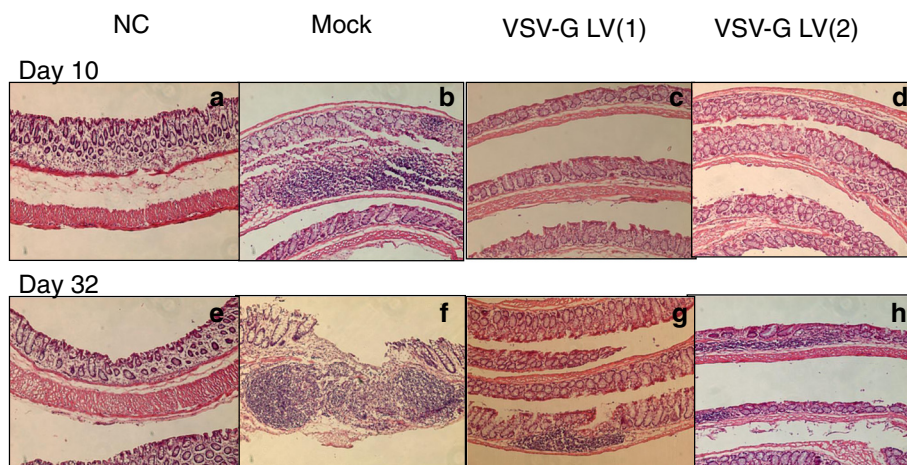 NC Mock VSV-G LV(1) VSV-G LV(2)
Day 10
a b c d
Day 32
e f g h